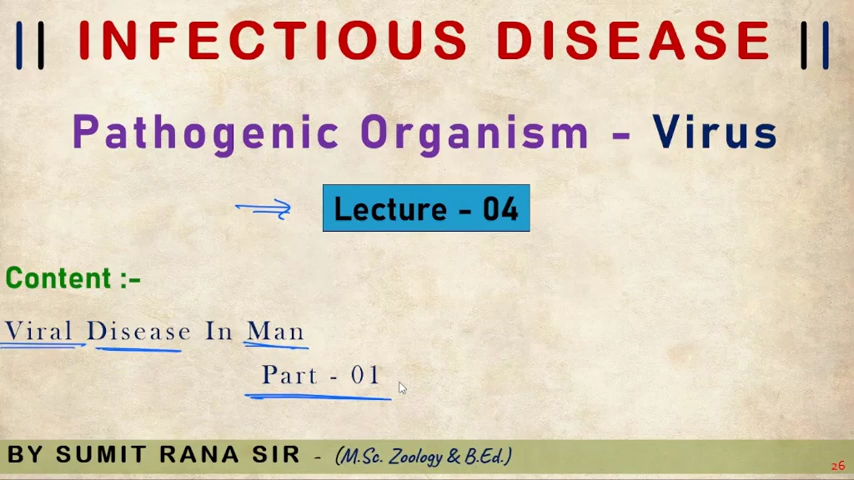 || INFECTIOUS DISEASE ||
Pathogenic Organism - Virus
Lecture - 04
Content :-
Viral Disease In Man
Part - 01
BY SUMIT RANA SIR - (M.Sc. Zoology & B.Ed.)
26